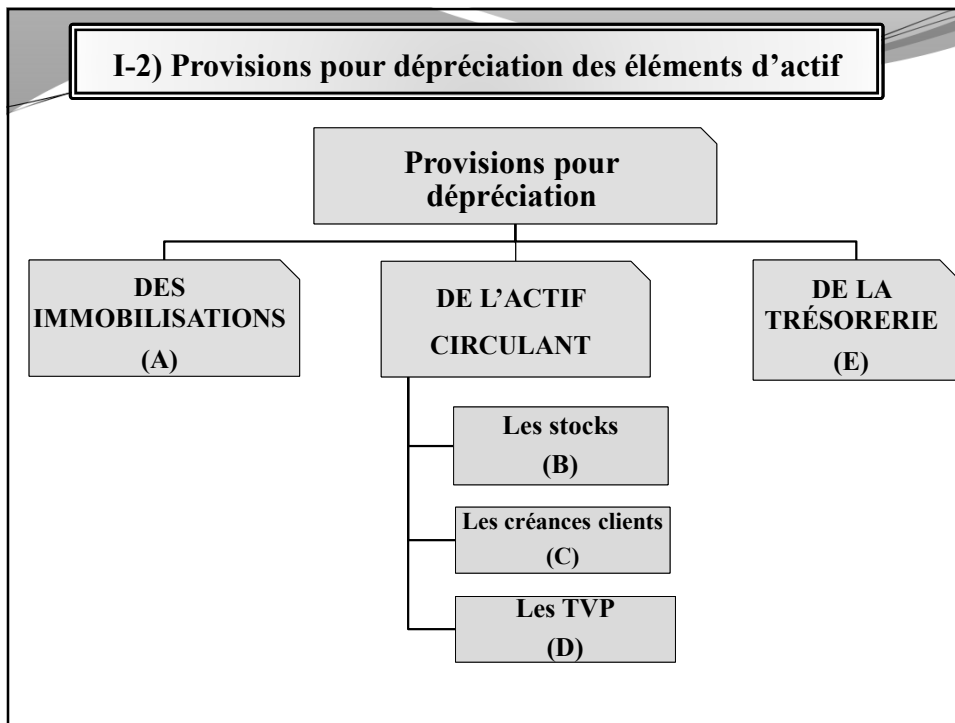 I-2) Provisions pour dépréciation des éléments d’actif
Provisions pour
dépréciation
DES
IMMOBILISATIONS
(A)
DE L’ACTIF
CIRCULANT
DE LA
TRÉSORERIE
(E)
Les stocks
(B)
Les créances clients
(C)
Les TVP
(D)